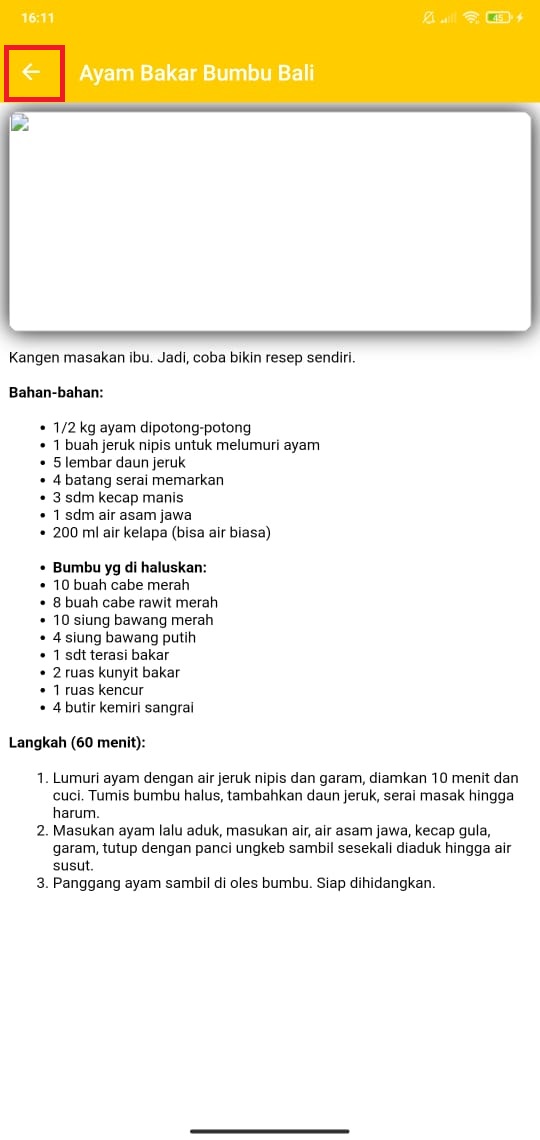 16:11
45
Ayam Bakar Bumbu Bali
Kangen masakan ibu. Jadi, coba bikin resep sendiri.
Bahan-bahan:
• 1/2 kg ayam dipotong-potong
• 1 buah jeruk nipis untuk melumuri ayam
• 5 lembar daun jeruk
• 4 batang serai memarkan
• 3 sdm kecap manis
• 1 sdm air asam jawa
• 200 ml air kelapa (bisa air biasa)
• Bumbu yg di haluskan:
• 10 buah cabe merah
• 8 buah cabe rawit merah
• 10 siung bawang merah
• 4 siung bawang putih
• 1 sdt terasi bakar
• 2 ruas kunyit bakar
• 1 ruas kencur
• 4 butir kemiri sangrai
Langkah (60 menit):
1. Lumuri ayam dengan air jeruk nipis dan garam, diamkan 10 menit dan
cuci. Tumis bumbu halus, tambahkan daun jeruk, serai masak hingga
harum.
2. Masukan ayam lalu aduk, masukan air, air asam jawa, kecap gula,
garam, tutup dengan panci ungkeb sambil sesekali diaduk hingga air
susut.
3. Panggang ayam sambil di oles bumbu. Siap dihidangkan.